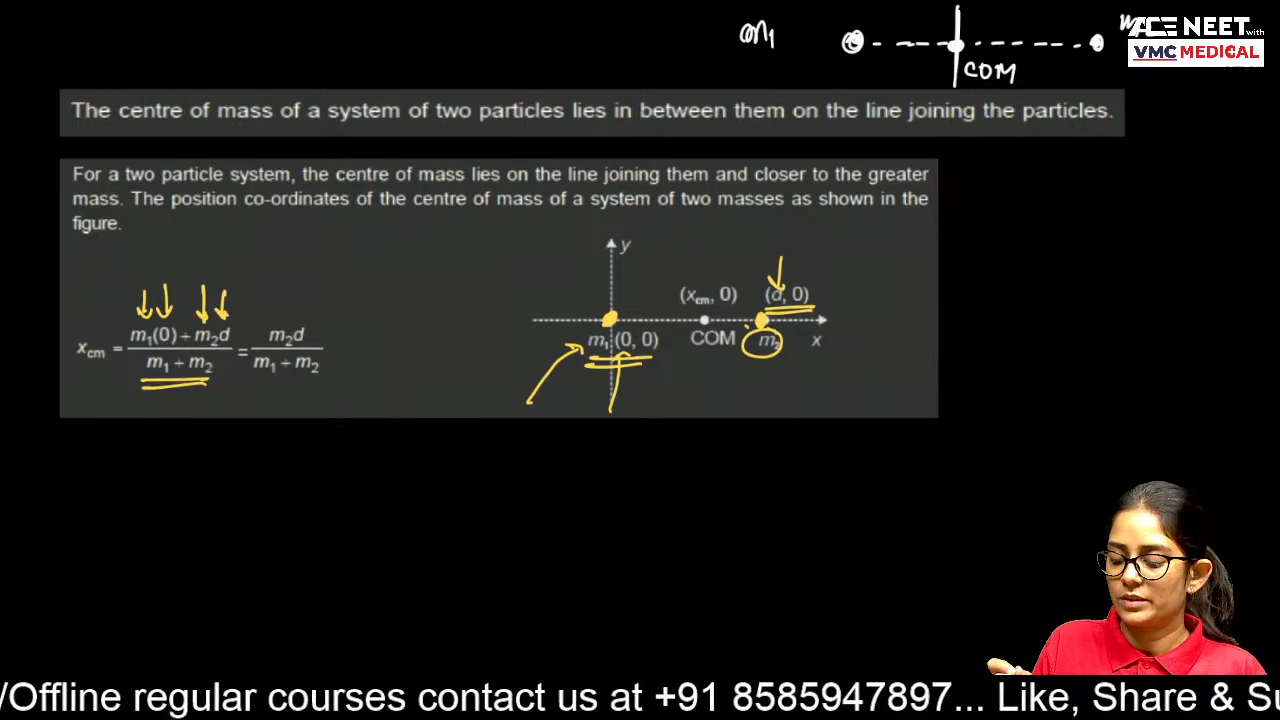 m₁
COM
ACE NEET with
VMC MEDICAL
The centre of mass of a system of two particles lies in between them on the line joining the particles.
For a two particle system, the centre of mass lies on the line joining them and closer to the greater
mass. The position co-ordinates of the centre of mass of a system of two masses as shown in the
figure.
y
(xcm, 0) (d, 0)
xcm = m₁(0) + m₂d / m₁ + m₂ = m₂d / m₁ + m₂
m₁ (0, 0) COM m₂ x
/Offline regular courses contact us at +91 8585947897... Like, Share & Su